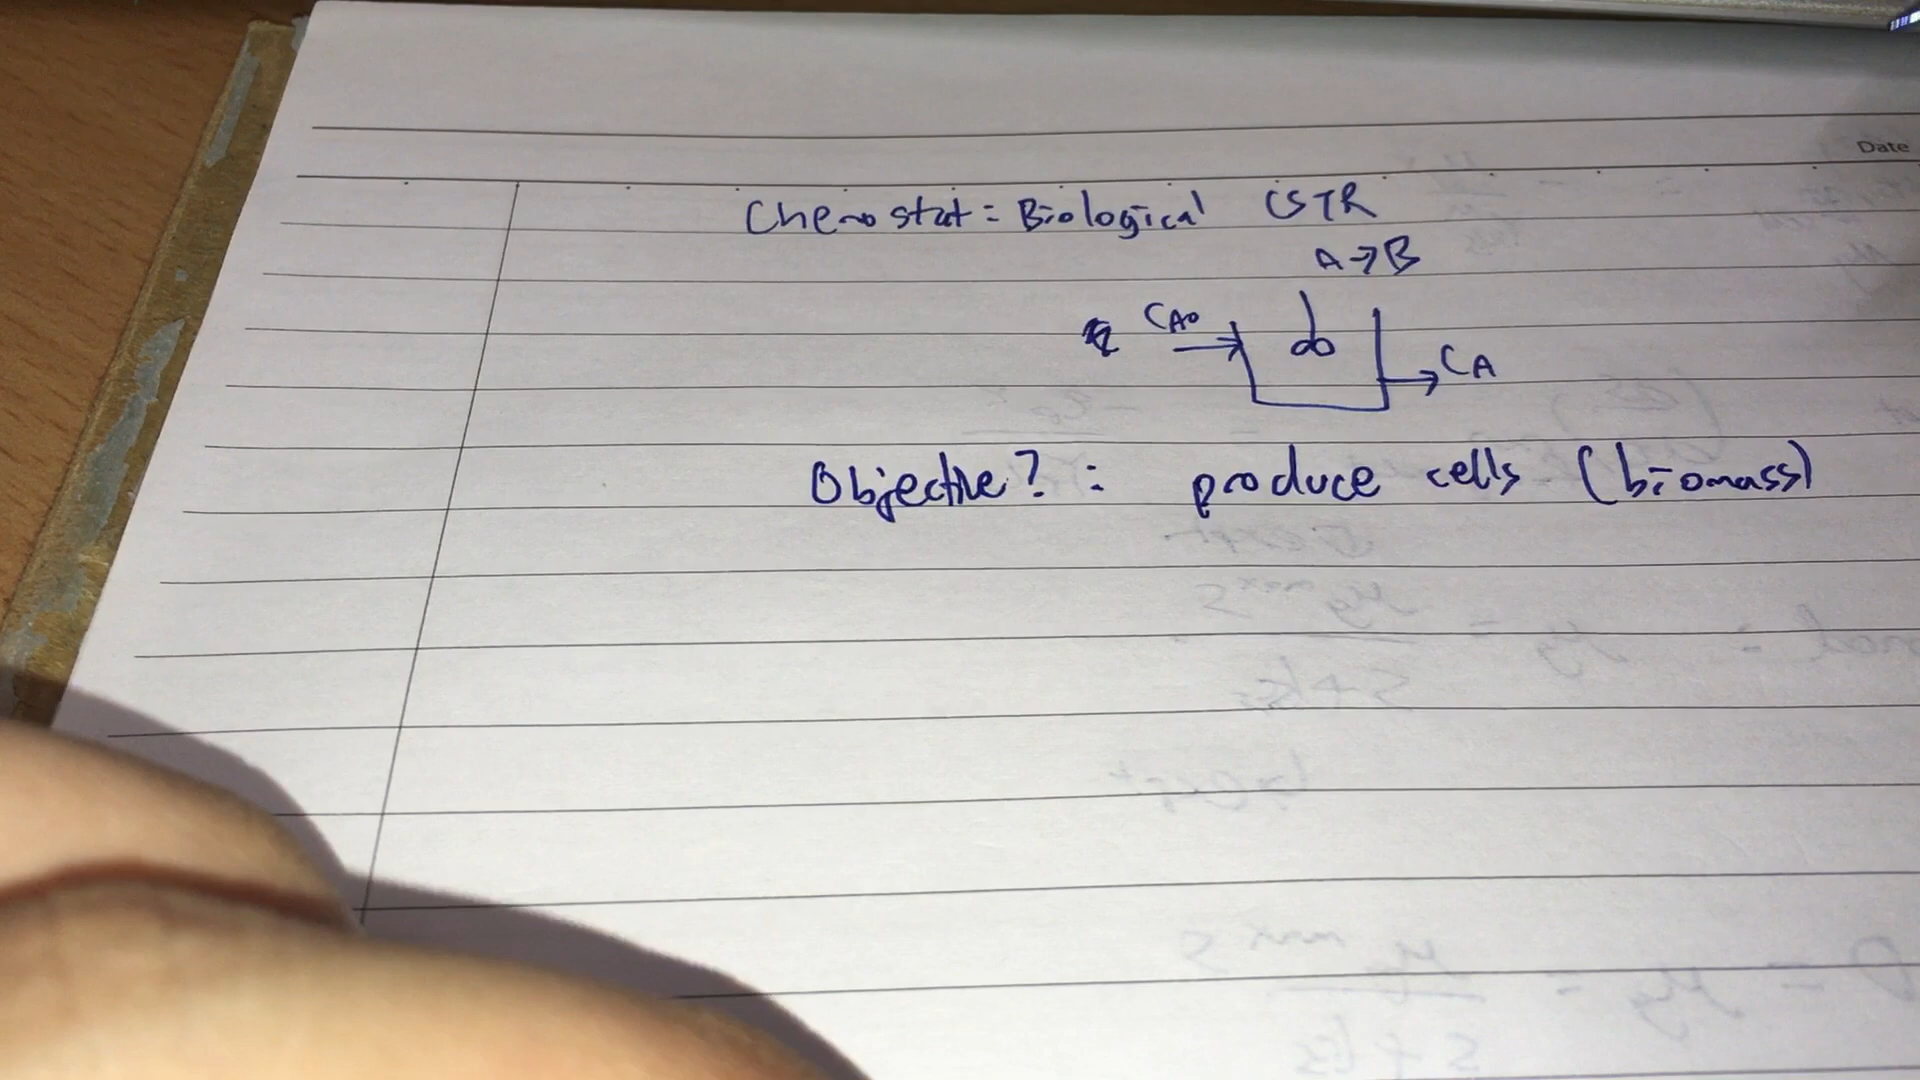 Date
Chemostat = Biological CSTR
A → B
CA0
CA
Objective? : produce cells (biomass)